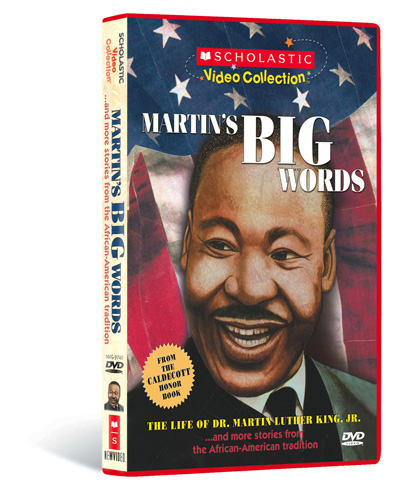 SCHOLASTIC
Video Collection
MARTIN'S
BIG
WORDS
FROM
THE
CALDECOTT
HONOR
BOOK
THE LIFE OF DR. MARTIN LUTHER KING, JR.
...and more stories from
the African-American tradition
DVD
VIDEO
SCHOLASTIC
Video
Collection
MARTIN'S BIG WORDS
...and more stories from the African-American tradition
DVD
S
NEWVIDEO